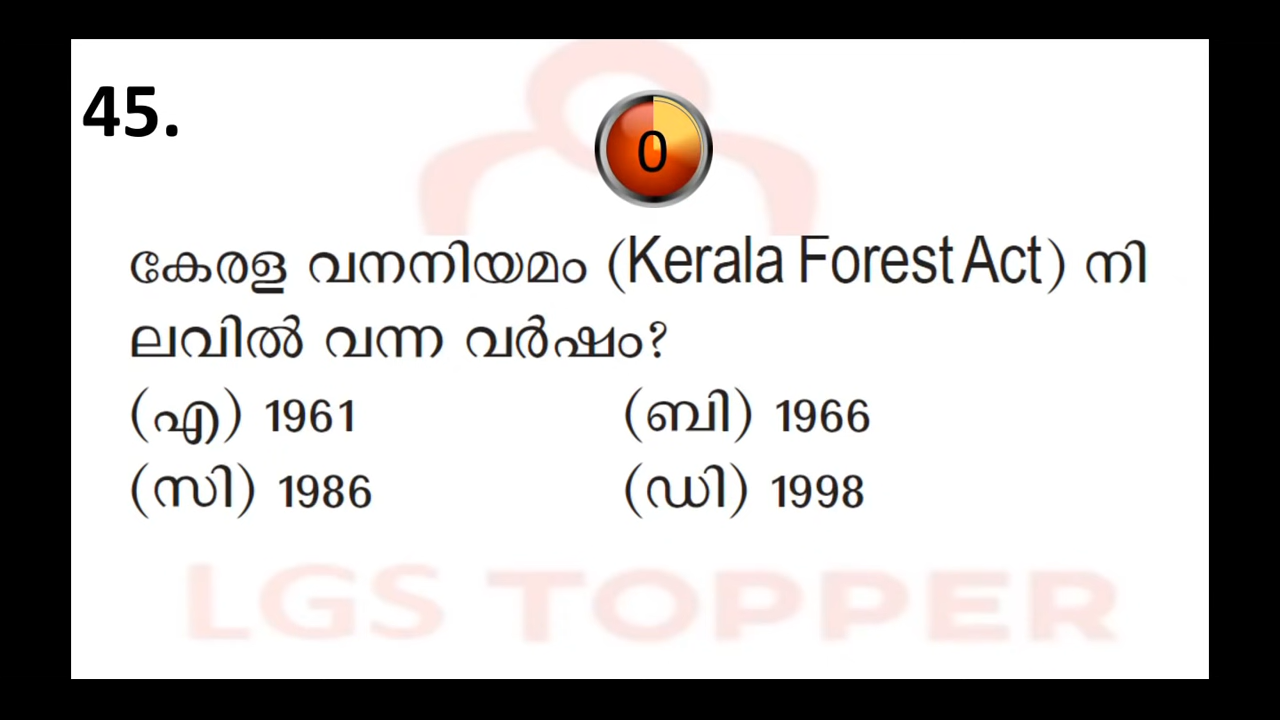 45.
0
കേരള വനനിയമം (Kerala Forest Act) നി
ലവിൽ വന്ന വർഷം?
(എ) 1961 (ബി) 1966
(സി) 1986 (ഡി) 1998
LGS TOPPER